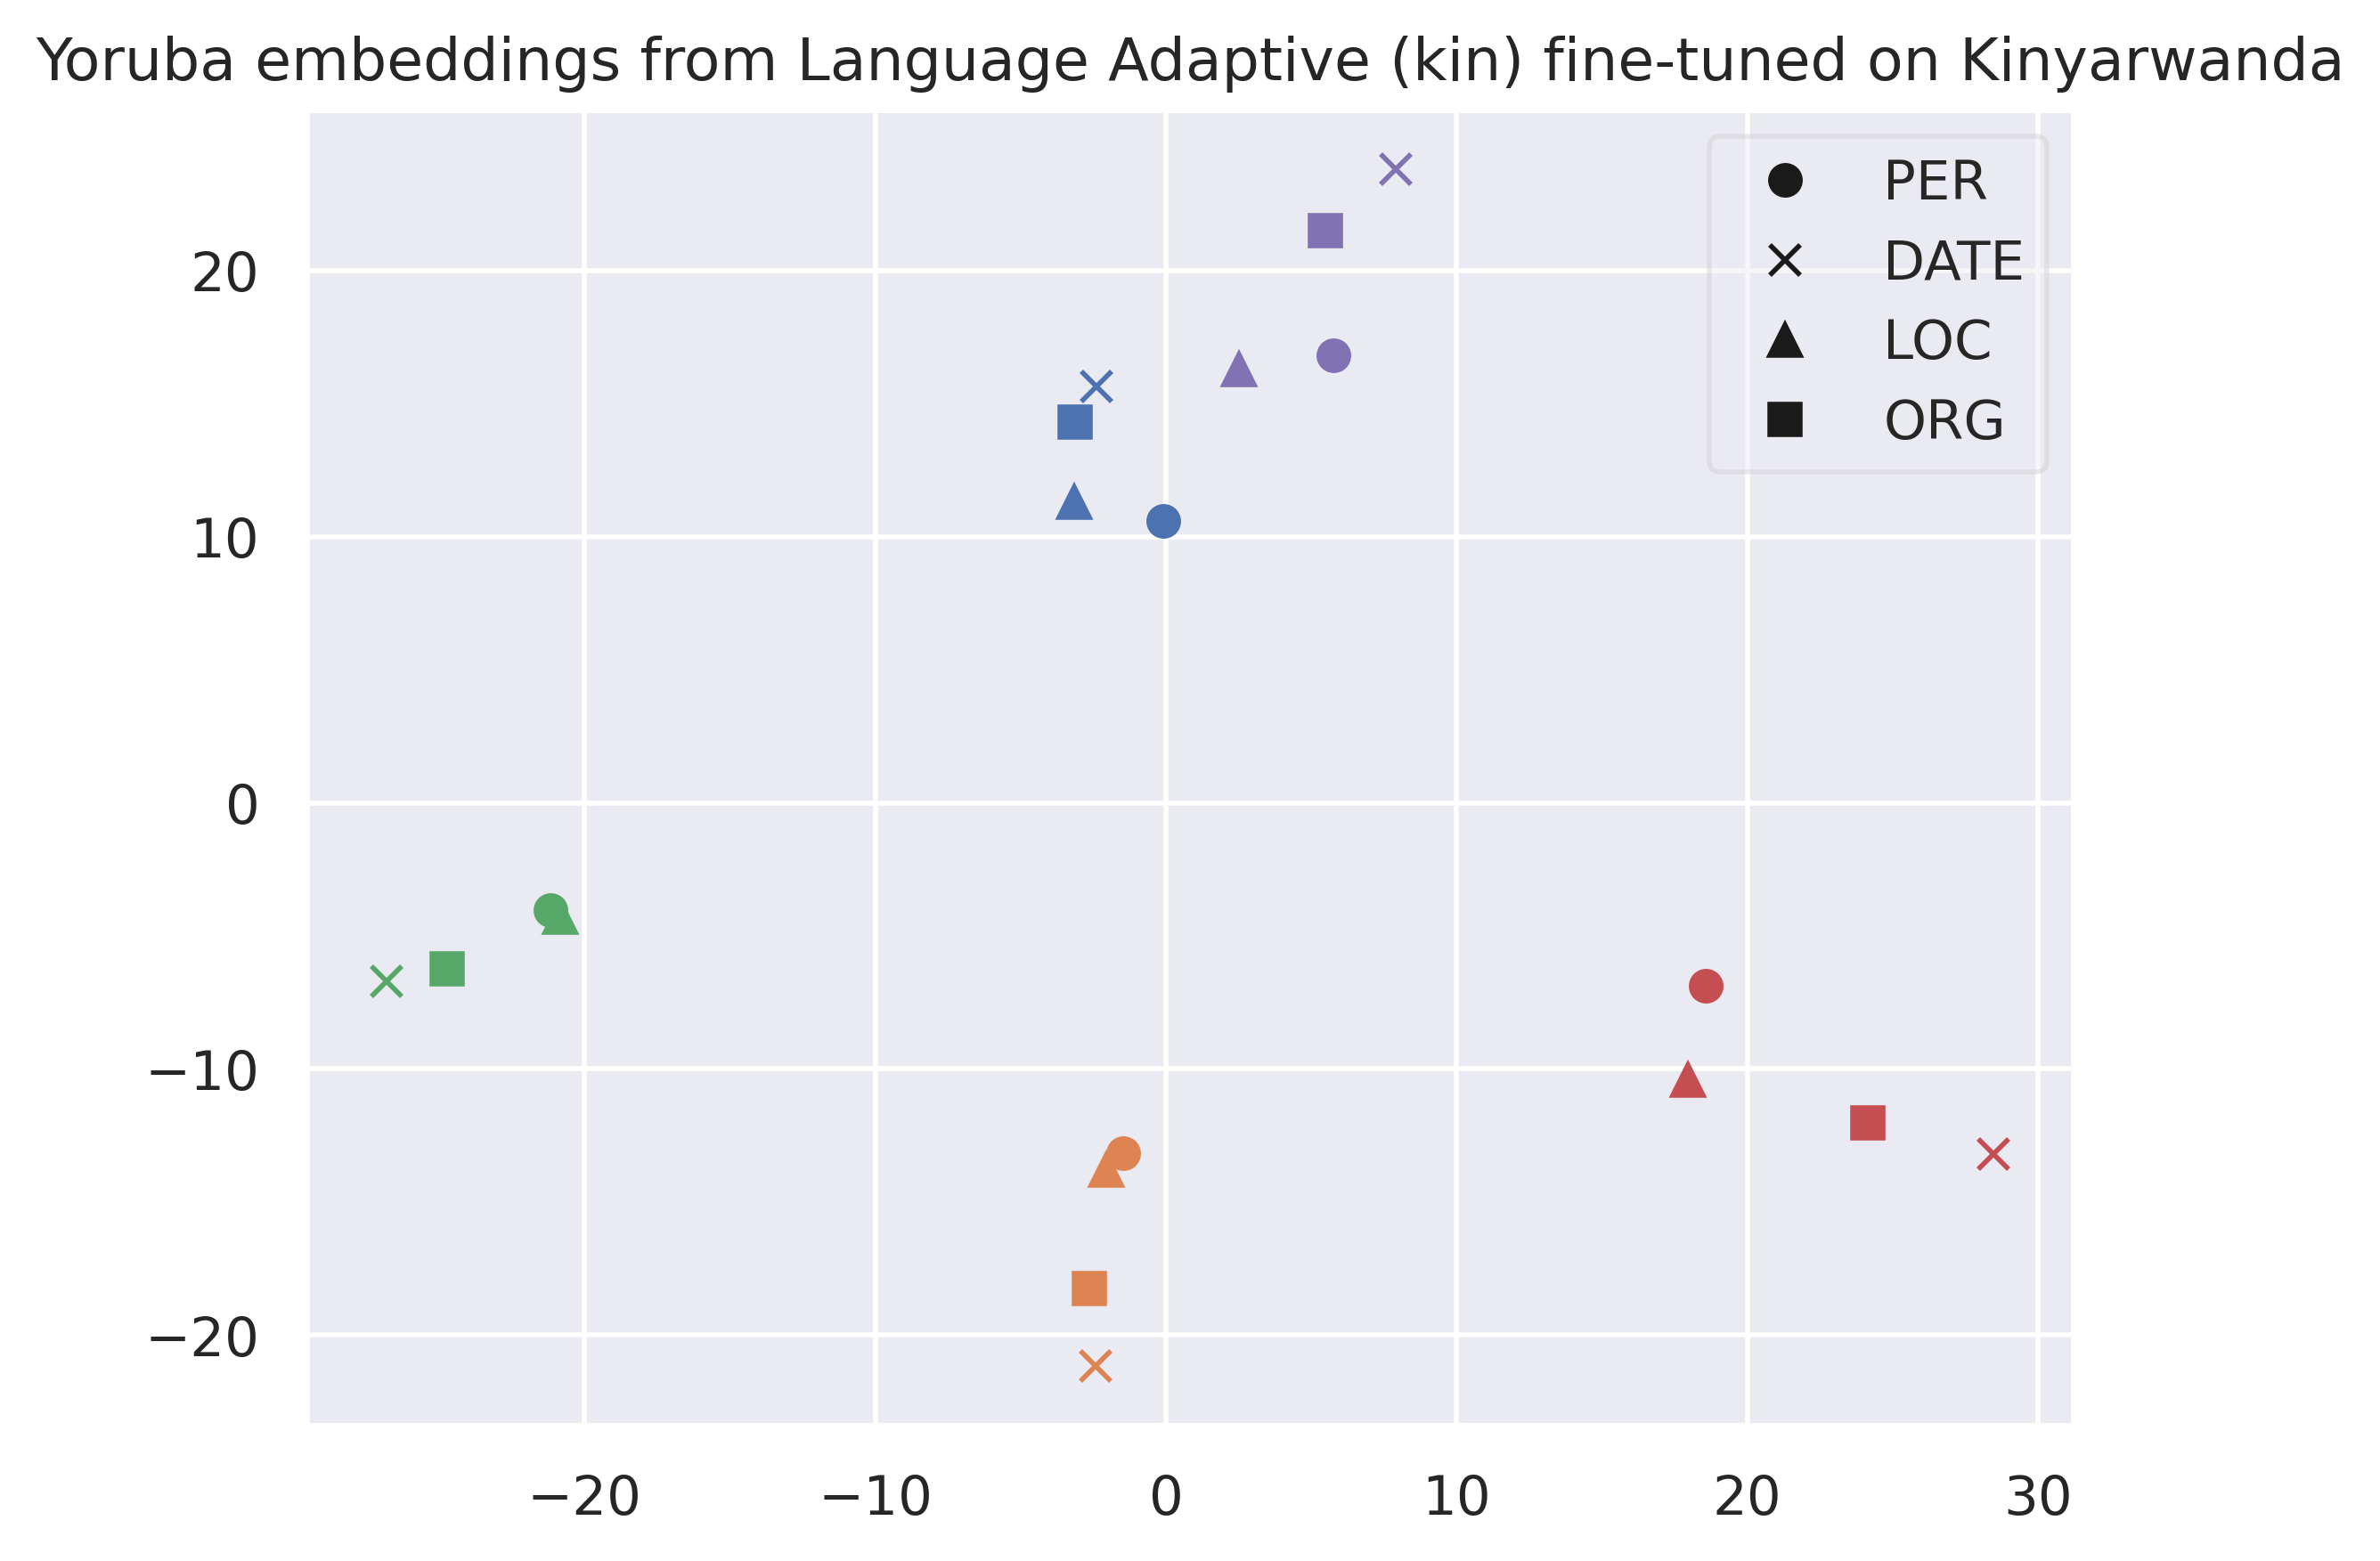 Yoruba embeddings from Language Adaptive (kin) fine-tuned on Kinyarwanda
PER
DATE
LOC
ORG
20
10
0
−10
−20
−20 −10 0 10 20 30